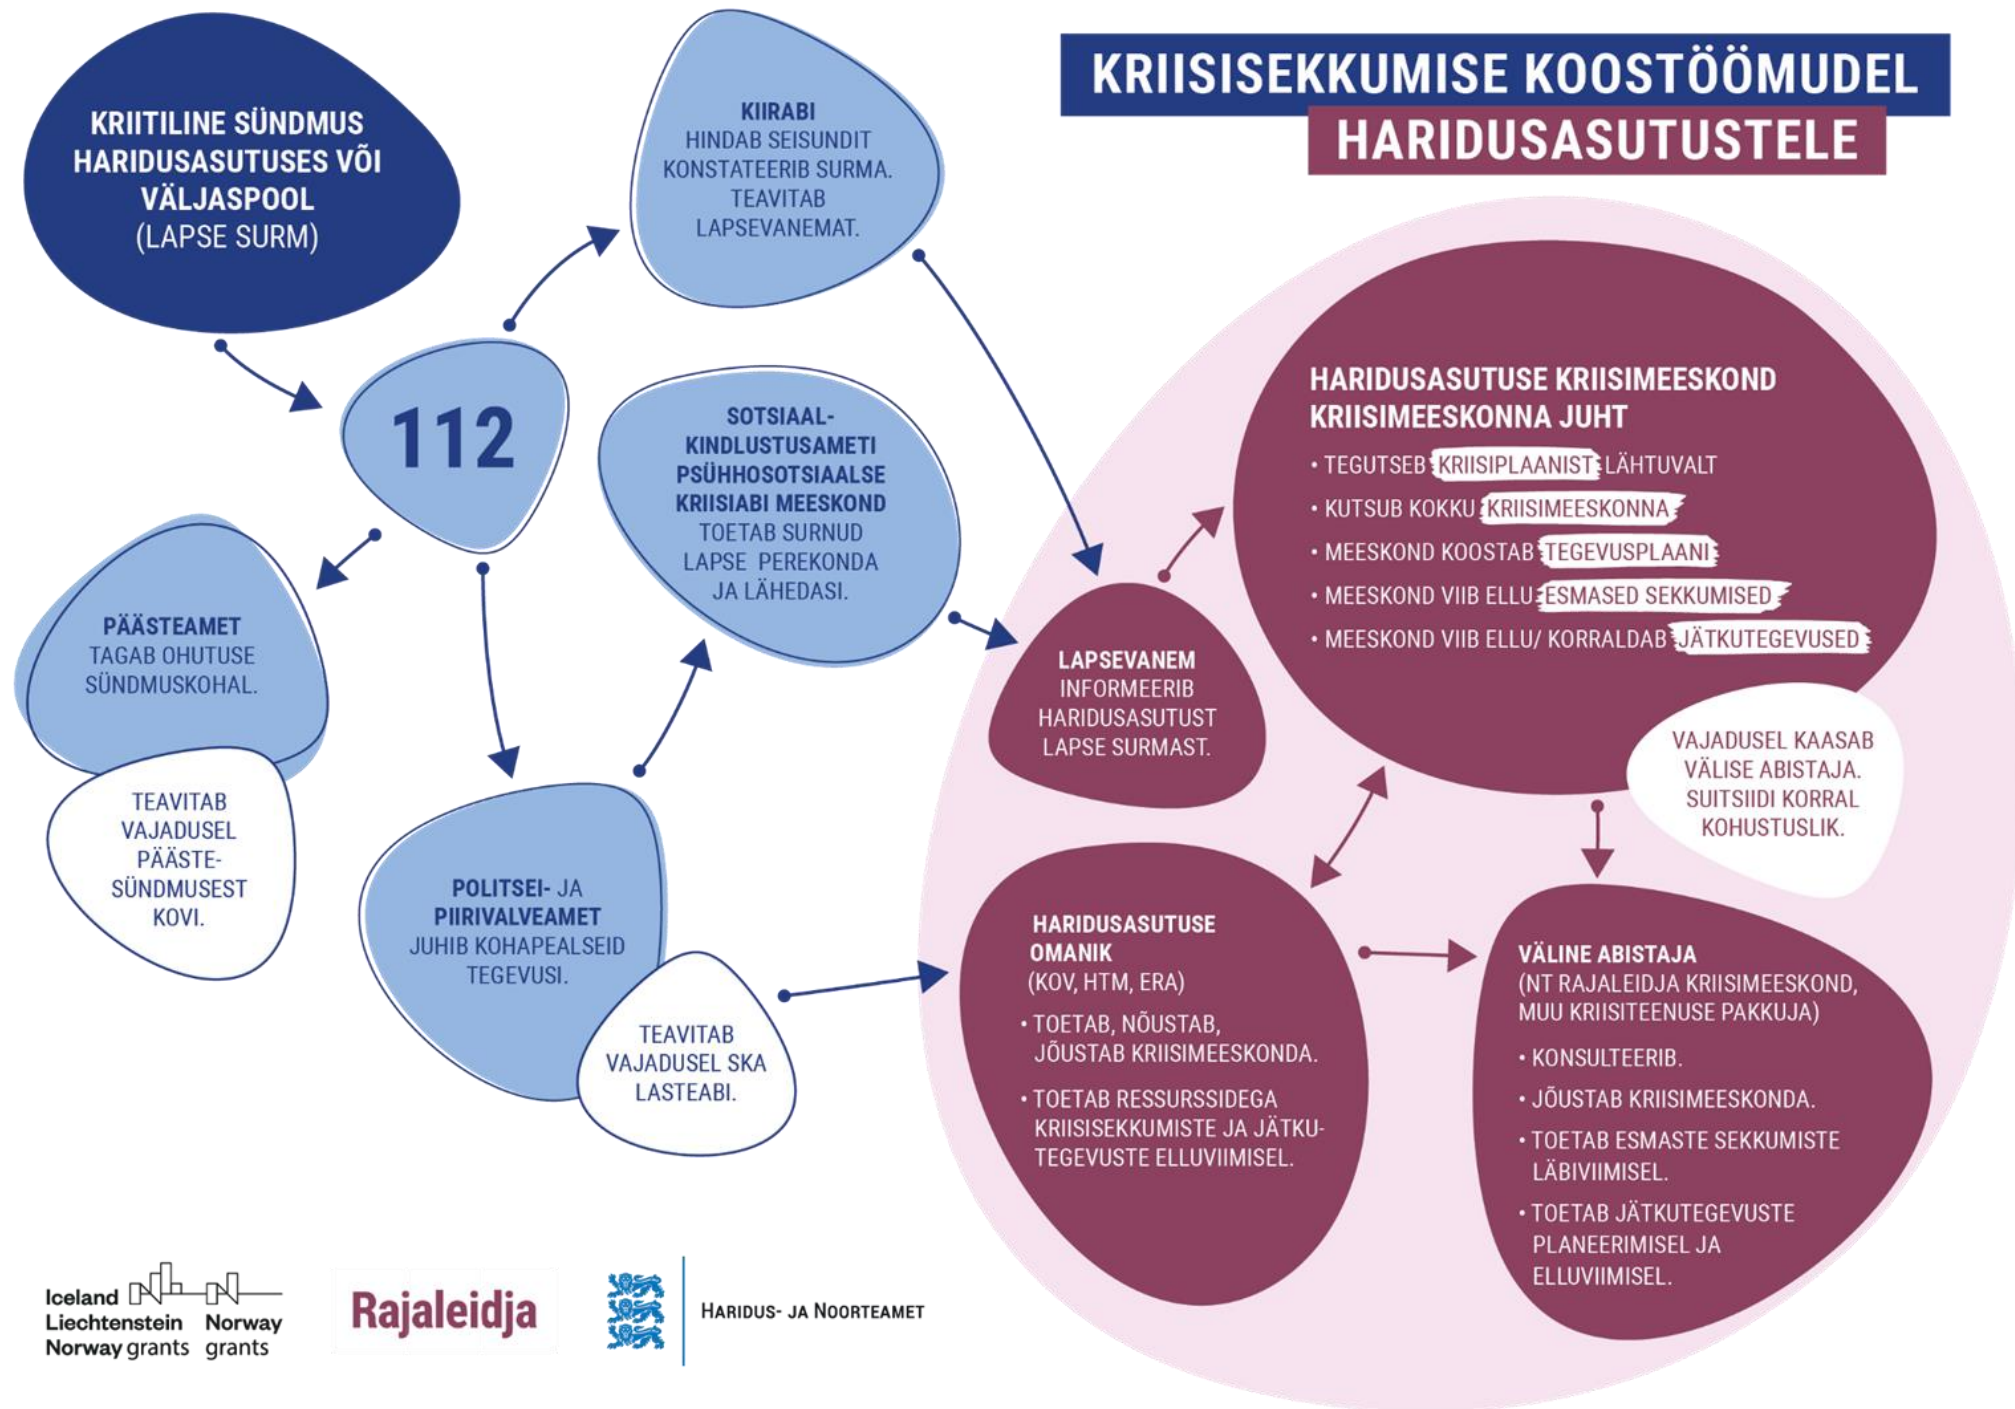 KRIISISEKKUMISE KOOSTÖÖMUDEL
HARIDUSASUTUSTELE
KRIITILINE SÜNDMUS
HARIDUSASUTUSES VÕI
VÄLJASPOOL
(LAPSE SURM)
112
KIIRABI
HINDAB SEISUNDIT
KONSTATEERIB SURMA.
TEAVITAB
LAPSEVANEMAT.
SOTSIAAL-
KINDLUSTUSAMETI
PSÜHHOSOTSIAALSE
KRIISIABI MEESKOND
TOETAB SURNUD
LAPSE PEREKONDA
JA LÄHEDASI.
PÄÄSTEAMET
TAGAB OHUTUSE
SÜNDMUSKOHAL.
TEAVITAB
VAJADUSEL
PÄÄSTE-
SÜNDMUSEST
KOVI.
POLITSEI- JA
PIIRIVALVEAMET
JUHIB KOHAPEALSEID
TEGEVUSI.
TEAVITAB
VAJADUSEL SKA
LASTEABI.
LAPSEVANEM
INFORMEERIB
HARIDUSASUTUST
LAPSE SURMAST.
HARIDUSASUTUSE KRIISIMEESKOND
KRIISIMEESKONNA JUHT
• TEGUTSEB KRIISIPLAANIST LÄHTUVALT
• KUTSUB KOKKU KRIISIMEESKONNA
• MEESKOND KOOSTAB TEGEVUSPLAANI
• MEESKOND VIIB ELLU ESMASED SEKKUMISED
• MEESKOND VIIB ELLU/ KORRALDAB JÄTKUTEGEVUSED
VAJADUSEL KAASAB
VÄLISE ABISTAJA.
SUITSIIDI KORRAL
KOHUSTUSLIK.
HARIDUSASUTUSE
OMANIK
(KOV, HTM, ERA)
• TOETAB, NÕUSTAB,
JÕUSTAB KRIISIMEESKONDA.
• TOETAB RESSURSSIDEGA
KRIISISEKKUMISTE JA JÄTKU-
TEGEVUSTE ELLUVIIMISEL.
VÄLINE ABISTAJA
(NT RAJALEIDJA KRIISIMEESKOND,
MUU KRIISITEENUSE PAKKUJA)
• KONSULTEERIB.
• JÕUSTAB KRIISIMEESKONDA.
• TOETAB ESMASTE SEKKUMISTE
LÄBIVIIMISEL.
• TOETAB JÄTKUTEGEVUSTE
PLANEERIMISEL JA
ELLUVIIMISEL.
Iceland
Liechtenstein
Norway grants
Norway
grants
Rajaleidja
HARIDUS- JA NOORTEAMET